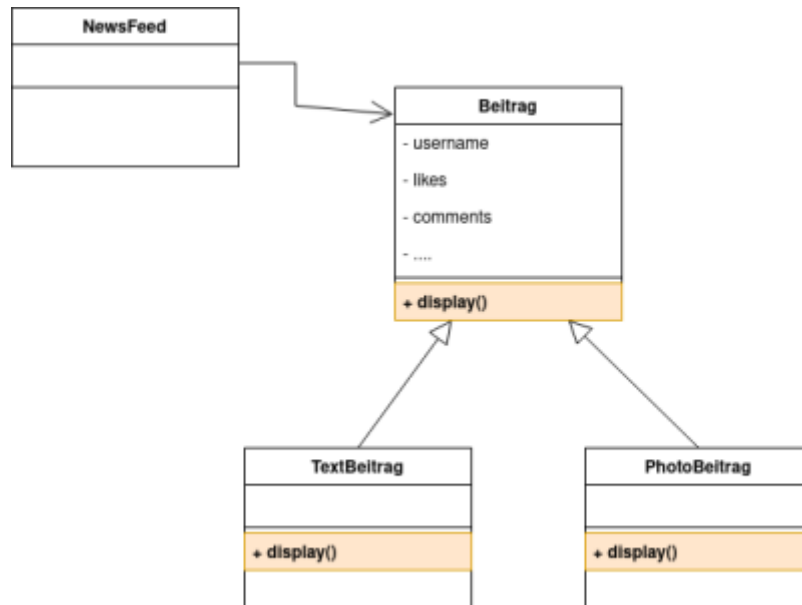 NewsFeed
Beitrag
- username
- likes
- comments
- ....
+ display()
TextBeitrag
PhotoBeitrag
+ display()
+ display()